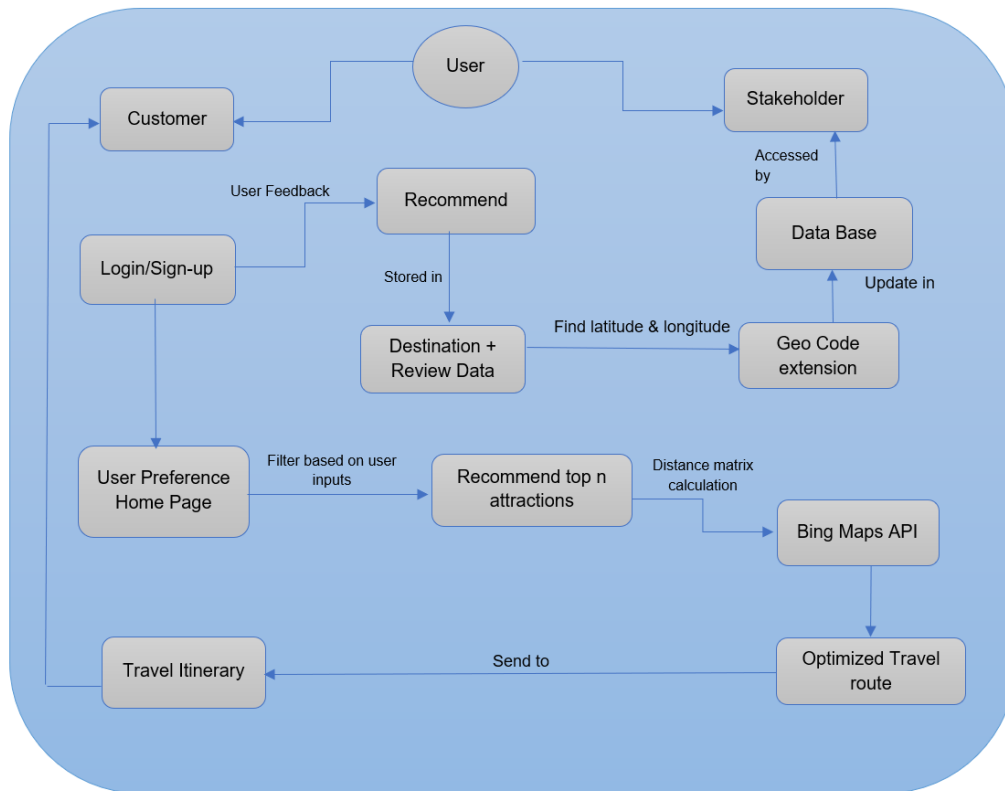 User
Customer
Stakeholder
Accessed
by
User Feedback
Recommend
Data Base
Login/Sign-up
Stored in
Update in
Find latitude & longitude
Destination +
Review Data
Geo Code
extension
User Preference
Home Page
Filter based on user
inputs
Recommend top n
attractions
Distance matrix
calculation
Bing Maps API
Travel Itinerary
Send to
Optimized Travel
route